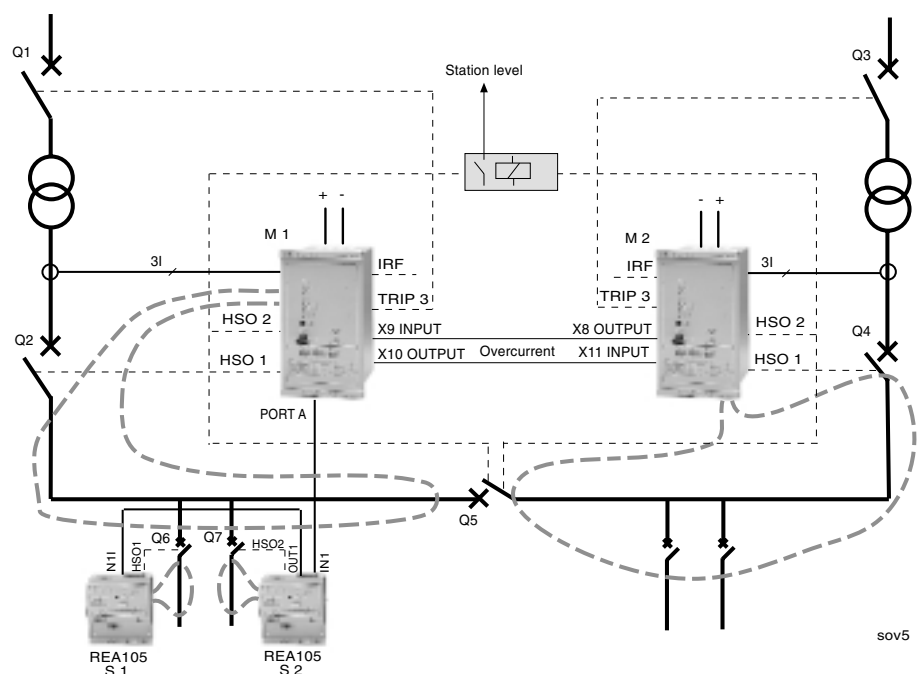 Q1
Q3
Station level
+ -
- +
M 1
M 2
3I
IRF
IRF
3I
TRIP 3
TRIP 3
HSO 2
X9 INPUT
X8 OUTPUT
HSO 2
Q2
Q4
HSO 1
X10 OUTPUT
Overcurrent
X11 INPUT
HSO 1
PORT A
Q5
Q6
Q7
HSO2
N1I
HSO1
OUT1
IN1
REA105
S 1
REA105
S 2
sov5